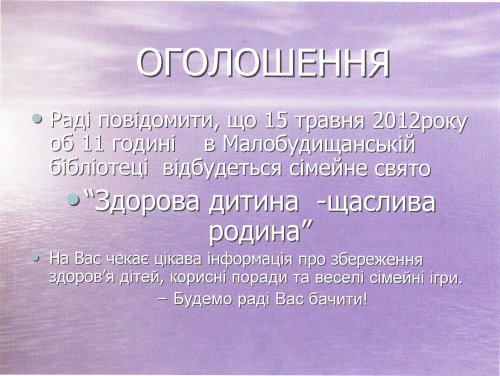 ОГОЛОШЕННЯ
Раді повідомити, що 15 травня 2012року
об 11 годині в Малобудищанській
бібліотеці відбудеться сімейне свято
“Здорова дитина -щаслива
родина”
На Вас чекає цікава інформація про збереження
здоров’я дітей, корисні поради та веселі сімейні ігри.
– Будемо раді Вас бачити!